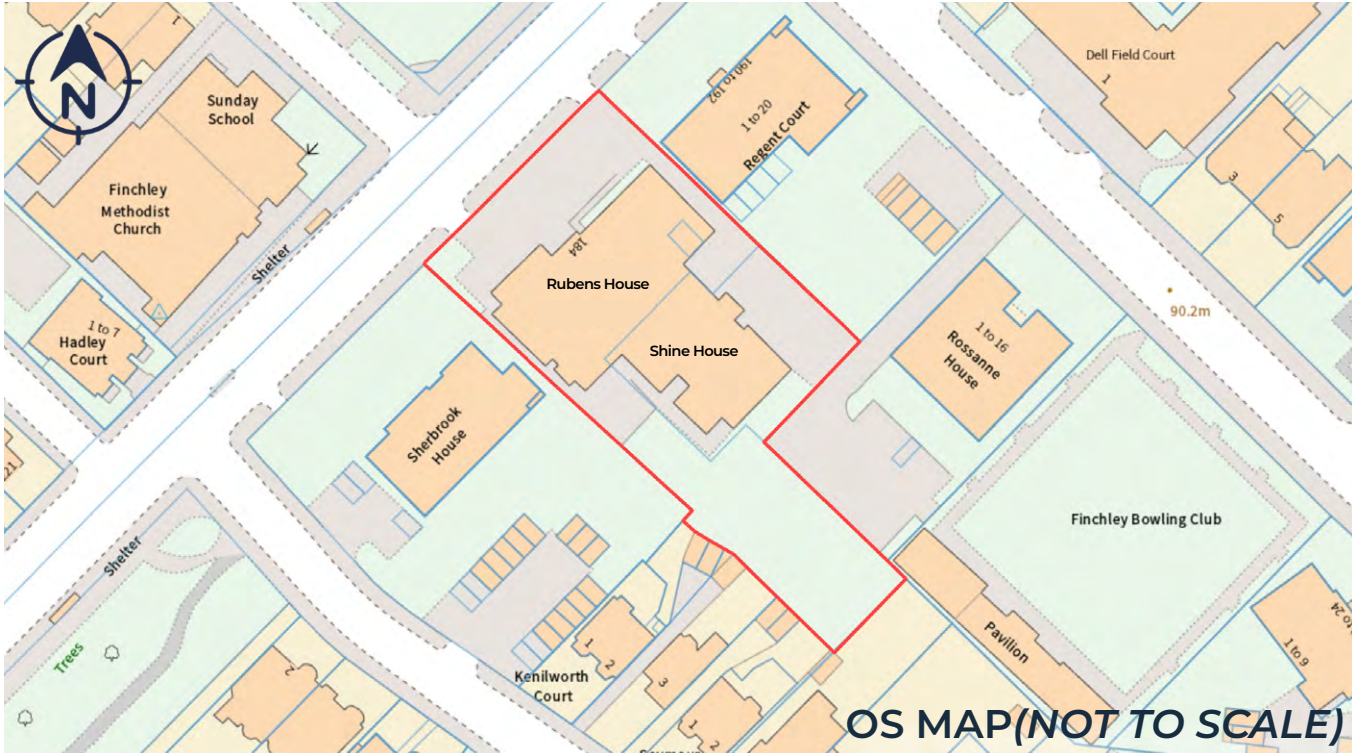 N
1
Sunday
School
Finchley
Methodist
Church
Shelter
1 to 7
Hadley
Court
21
190 to 192
1 to 20
Regent Court
Dell Field Court
1
3
5
184
Rubens House
Shine House
90.2m
1 to 16
Rossanne
House
Sherbrook
House
Finchley Bowling Club
Shelter
Trees
2
1
2
3
Kenilworth
Court
1
2
Pavilion
1 to 9
OS MAP(NOT TO SCALE)